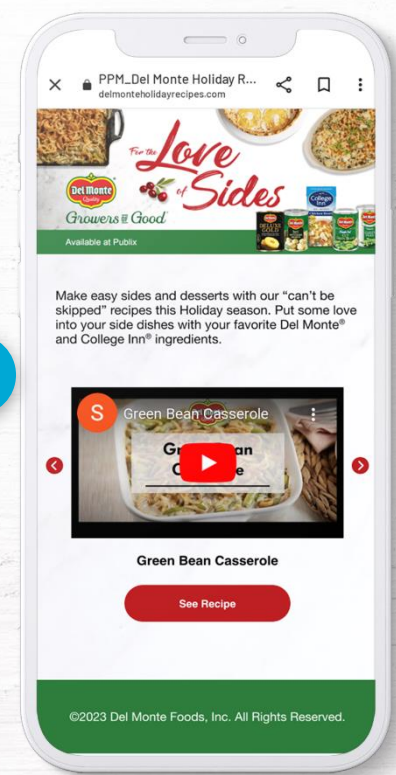 PPM_Del Monte Holiday R...
delmonteholidayrecipes.com
For the
Love
of Sides
Del Monte
Quality
Growers of Good
College
Inn
Available at Publix
Make easy sides and desserts with our “can’t be
skipped” recipes this Holiday season. Put some love
into your side dishes with your favorite Del Monte®
and College Inn® ingredients.
S
Green Bean Casserole
Green Bean Casserole
See Recipe
©2023 Del Monte Foods, Inc. All Rights Reserved.